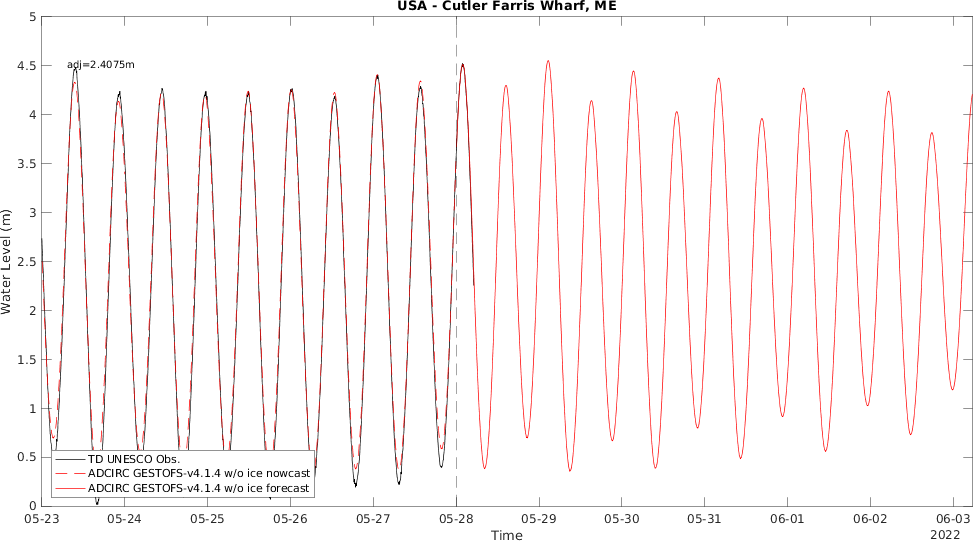 USA - Cutler Farris Wharf, ME
adj=2.4075m
5
4.5
4
3.5
3
2.5
2
1.5
1
0.5
0
Water Level (m)
TD UNESCO Obs.
ADCIRC GESTOFS-v4.1.4 w/o ice nowcast
ADCIRC GESTOFS-v4.1.4 w/o ice forecast
05-23 05-24 05-25 05-26 05-27 05-28 05-29 05-30 05-31 06-01 06-02 06-03
Time
2022